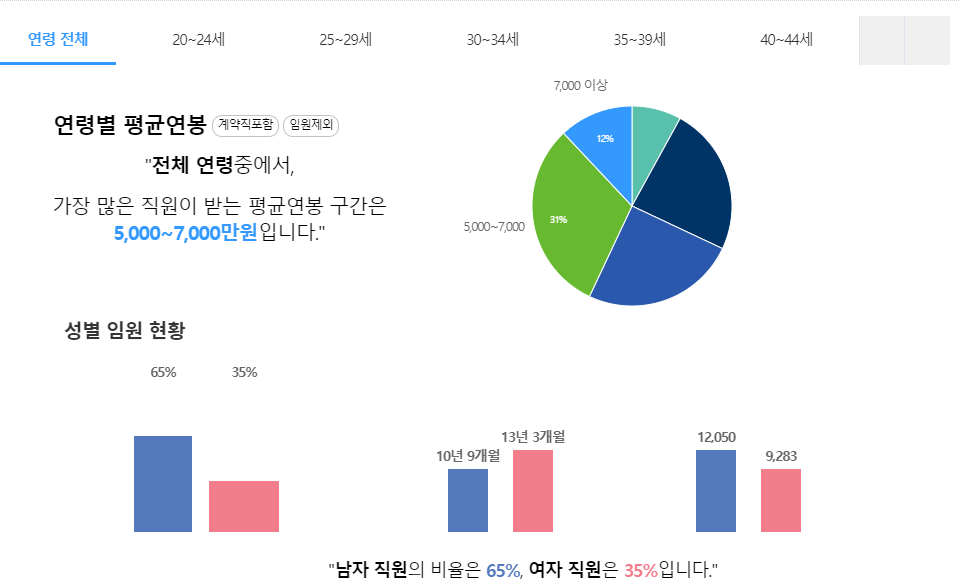 연령 전체 20~24세 25~29세 30~34세 35~39세 40~44세
7,000 이상
연령별 평균연봉 계약직포함 임원제외
12%
"전체 연령중에서,
가장 많은 직원이 받는 평균연봉 구간은
5,000~7,000만원입니다."
31%
5,000~7,000
성별 임원 현황
65% 35%
10년 9개월 13년 3개월
12,050 9,283
"남자 직원의 비율은 65%, 여자 직원은 35%입니다."